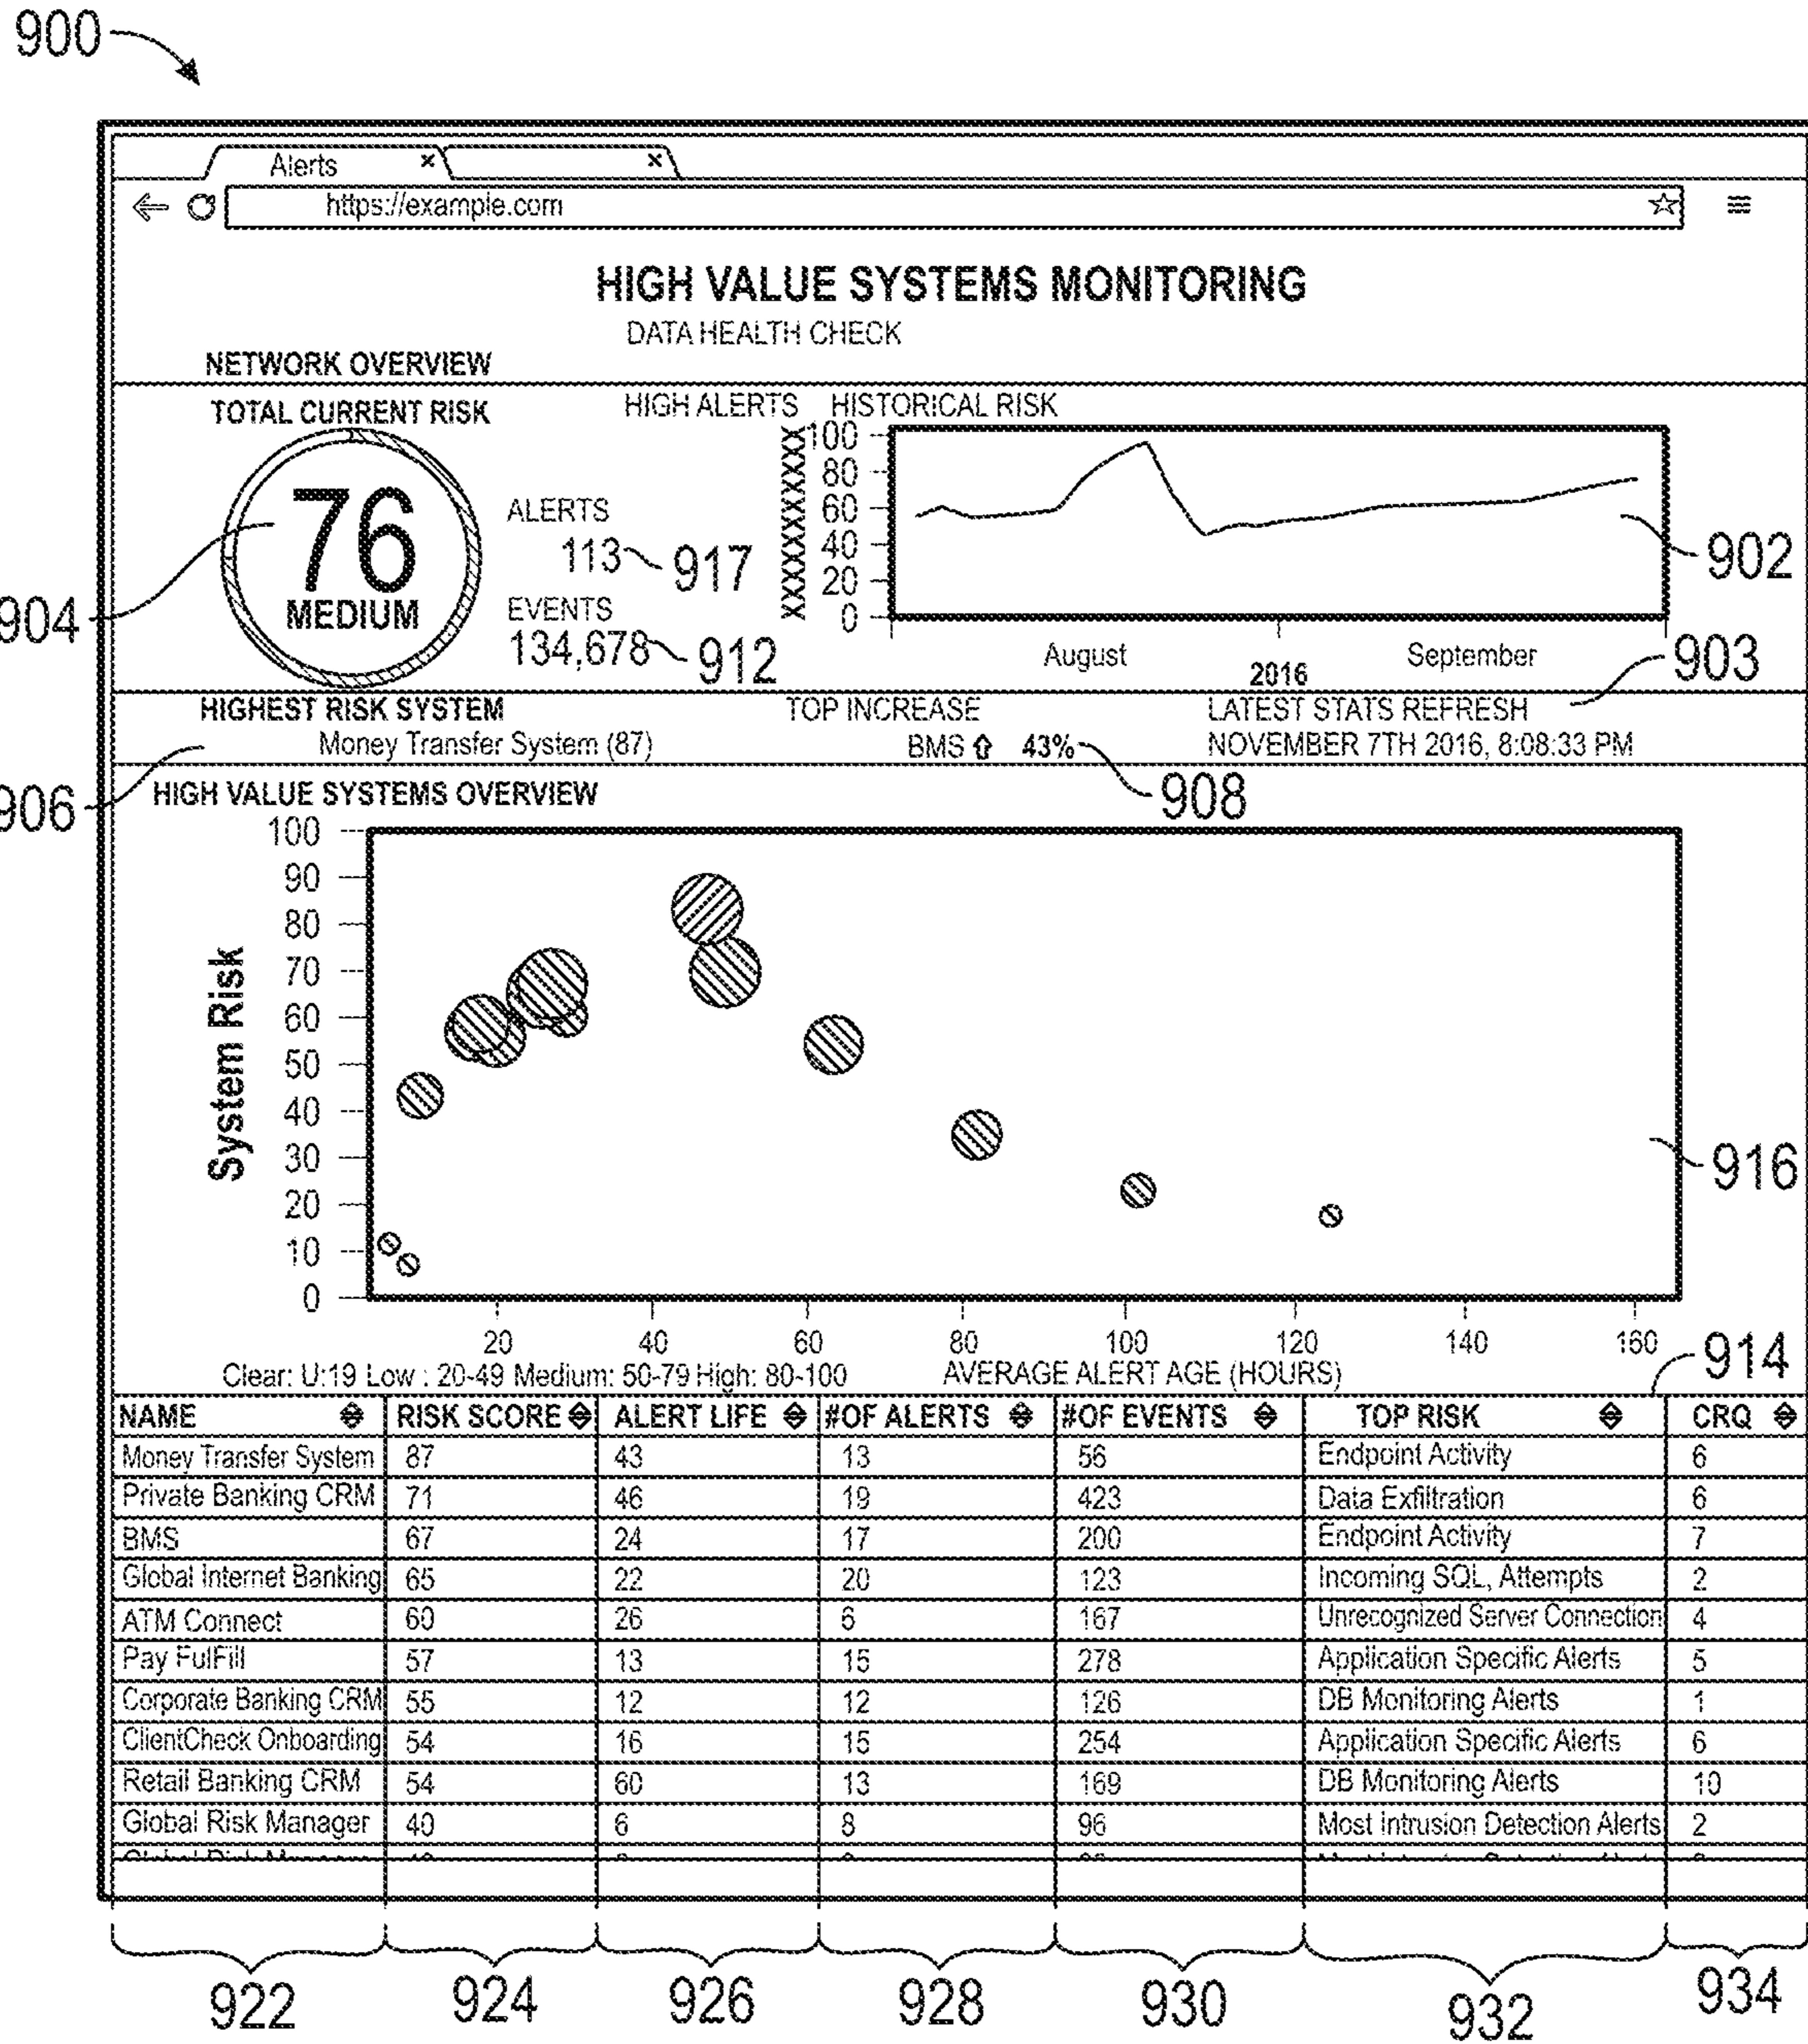 900
Alerts × ×
https://example.com
HIGH VALUE SYSTEMS MONITORING
DATA HEALTH CHECK
NETWORK OVERVIEW
TOTAL CURRENT RISK
HIGH ALERTS HISTORICAL RISK
76
MEDIUM
904
ALERTS
113 917
EVENTS
134,678 912
XXXXXXXXXX
100
80
60
40
20
0
902
August September
2016
903
HIGHEST RISK SYSTEM TOP INCREASE LATEST STATS REFRESH
Money Transfer System (87) BMS ⇧ 43% NOVEMBER 7TH 2016, 8:08:33 PM
906 908
HIGH VALUE SYSTEMS OVERVIEW
System Risk
100
90
80
70
60
50
40
30
20
10
0
916
20 40 60 80 100 120 140 160
914
Clear: U:19 Low : 20-49 Medium: 50-79 High: 80-100 AVERAGE ALERT AGE (HOURS)
NAME RISK SCORE ALERT LIFE #OF ALERTS #OF EVENTS TOP RISK CRQ
Money Transfer System 87 43 13 56 Endpoint Activity 6
Private Banking CRM 71 46 19 423 Data Exfiltration 6
BMS 67 24 17 200 Endpoint Activity 7
Global Internet Banking 65 22 20 123 Incoming SQL, Attempts 2
ATM Connect 60 26 6 167 Unrecognized Server Connection 4
Pay FulFill 57 13 15 278 Application Specific Alerts 5
Corporate Banking CRM 55 12 12 126 DB Monitoring Alerts 1
ClientCheck Onboarding 54 16 15 254 Application Specific Alerts 6
Retail Banking CRM 54 60 13 169 DB Monitoring Alerts 10
Global Risk Manager 40 6 8 96 Most Intrusion Detection Alerts 2
922 924 926 928 930 932 934